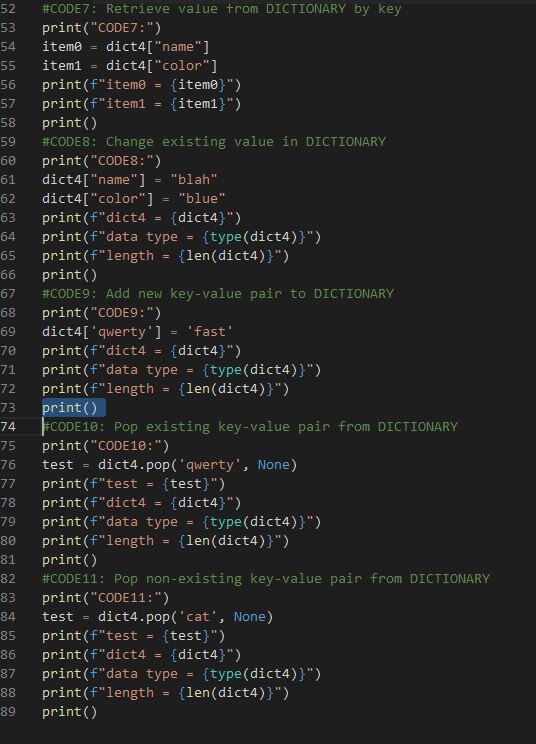 52 #CODE7: Retrieve value from DICTIONARY by key
53 print("CODE7:")
54 item0 = dict4["name"]
55 item1 = dict4["color"]
56 print(f"item0 = {item0}")
57 print(f"item1 = {item1}")
58 print()
59 #CODE8: Change existing value in DICTIONARY
60 print("CODE8:")
61 dict4["name"] = "blah"
62 dict4["color"] = "blue"
63 print(f"dict4 = {dict4}")
64 print(f"data type = {type(dict4)}")
65 print(f"length = {len(dict4)}")
66 print()
67 #CODE9: Add new key-value pair to DICTIONARY
68 print("CODE9:")
69 dict4['qwerty'] = 'fast'
70 print(f"dict4 = {dict4}")
71 print(f"data type = {type(dict4)}")
72 print(f"length = {len(dict4)}")
73 print()
74 #CODE10: Pop existing key-value pair from DICTIONARY
75 print("CODE10:")
76 test = dict4.pop('qwerty', None)
77 print(f"test = {test}")
78 print(f"dict4 = {dict4}")
79 print(f"data type = {type(dict4)}")
80 print(f"length = {len(dict4)}")
81 print()
82 #CODE11: Pop non-existing key-value pair from DICTIONARY
83 print("CODE11:")
84 test = dict4.pop('cat', None)
85 print(f"test = {test}")
86 print(f"dict4 = {dict4}")
87 print(f"data type = {type(dict4)}")
88 print(f"length = {len(dict4)}")
89 print()